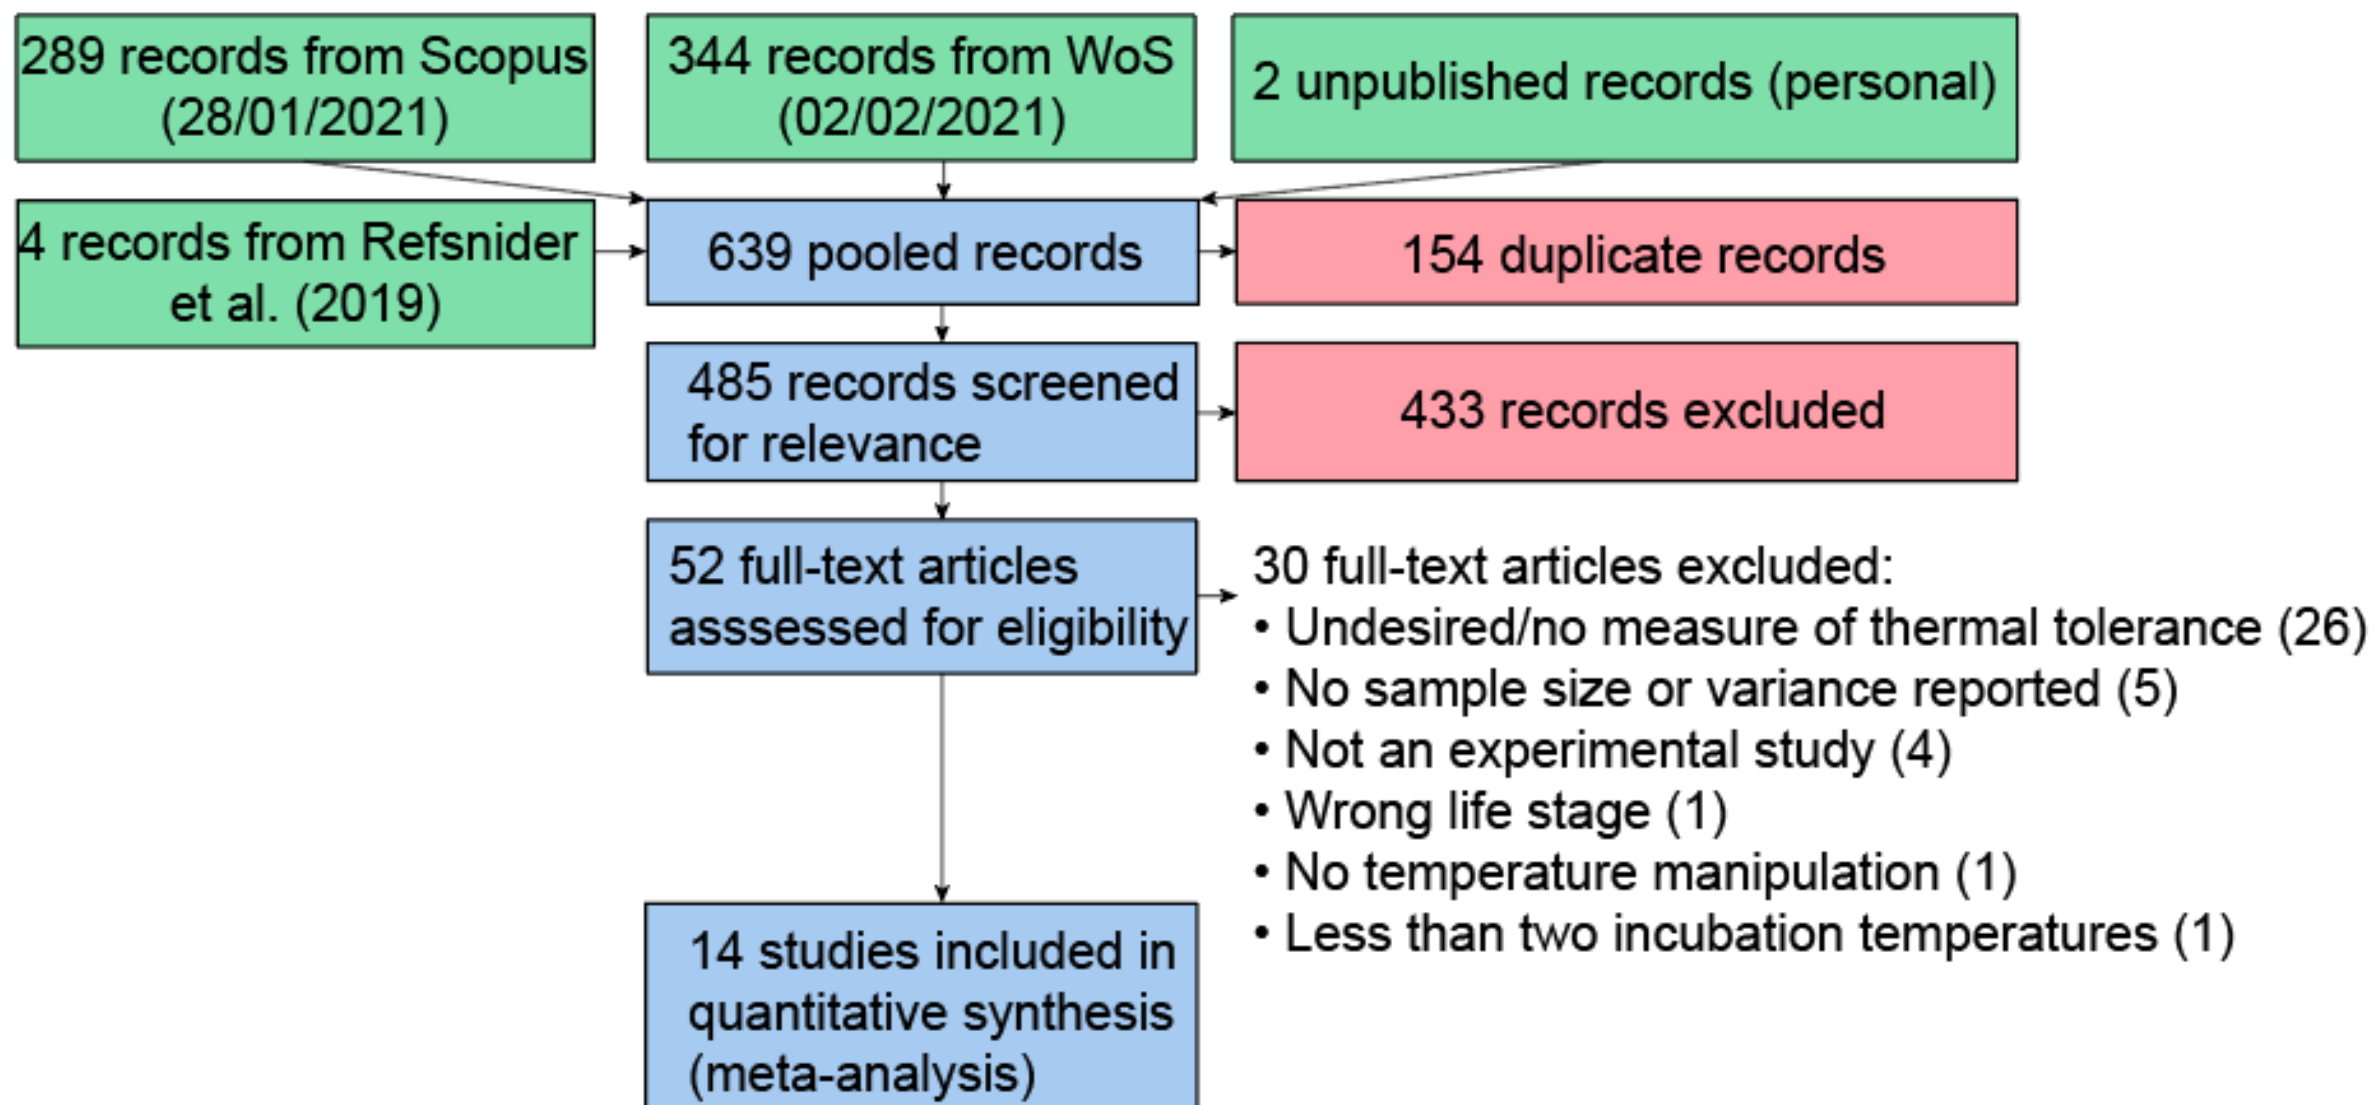 289 records from Scopus
(28/01/2021)
344 records from WoS
(02/02/2021)
2 unpublished records (personal)
4 records from Refsnider
et al. (2019)
639 pooled records
154 duplicate records
485 records screened
for relevance
433 records excluded
52 full-text articles
asssessed for eligibility
30 full-text articles excluded:
• Undesired/no measure of thermal tolerance (26)
• No sample size or variance reported (5)
• Not an experimental study (4)
• Wrong life stage (1)
• No temperature manipulation (1)
• Less than two incubation temperatures (1)
14 studies included in
quantitative synthesis
(meta-analysis)